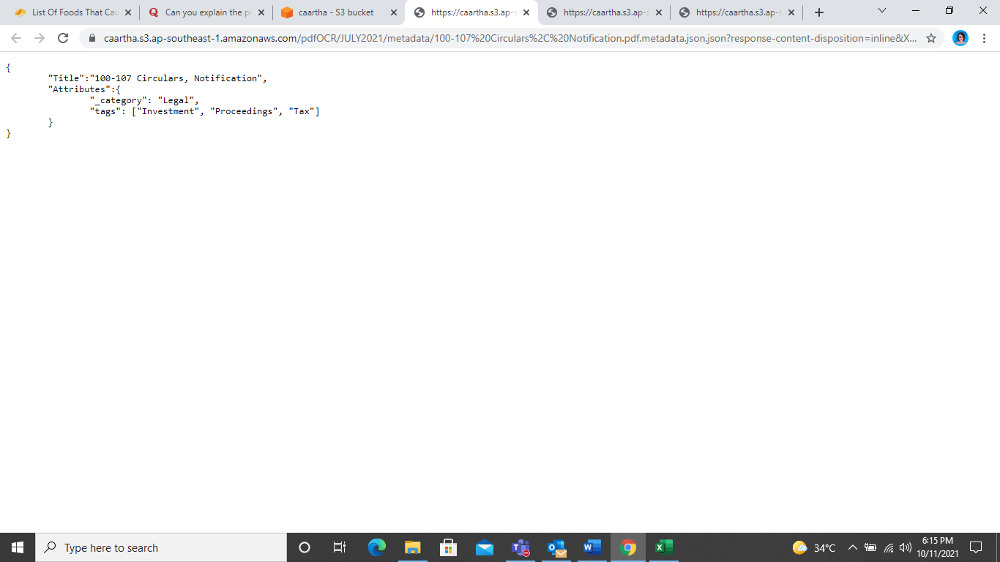 List Of Foods That Cau
Can you explain the p
caartha - S3 bucket
https://caartha.s3.ap-s
https://caartha.s3.ap-s
https://caartha.s3.ap-s
caartha.s3.ap-southeast-1.amazonaws.com/pdfOCR/JULY2021/metadata/100-107%20Circulars%2C%20Notification.pdf.metadata.json.json?response-content-disposition=inline&X...
{
"Title":"100-107 Circulars, Notification",
"Attributes":{
"_category": "Legal",
"tags": ["Investment", "Proceedings", "Tax"]
}
}
Type here to search
34°C
6:15 PM
10/11/2021